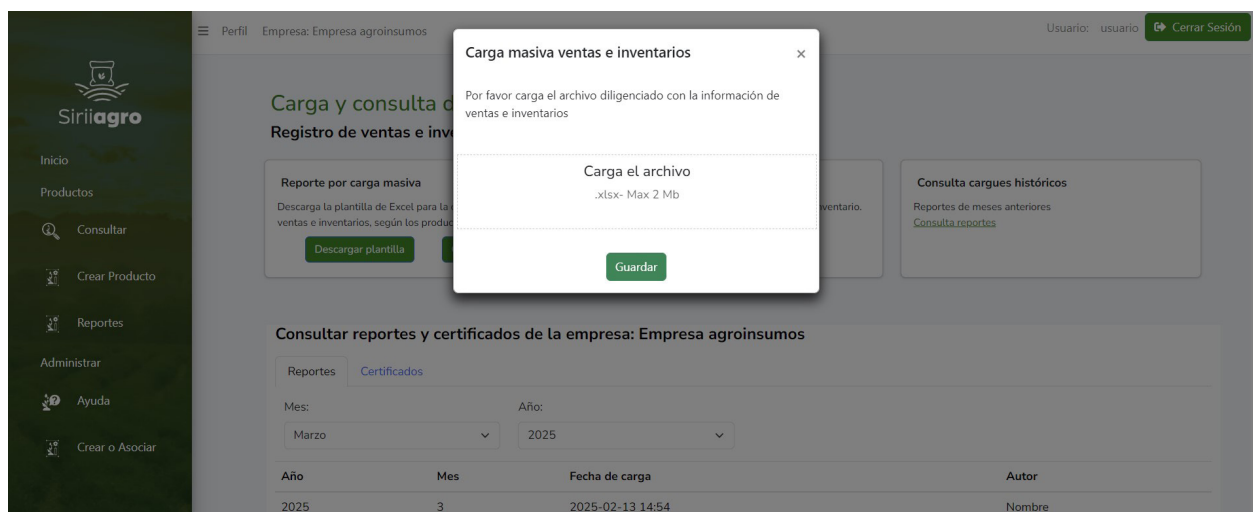 Perfil Empresa: Empresa agroinsumos
Usuario: usuario Cerrar Sesión
Siriiagro
Inicio
Productos
Consultar
Crear Producto
Reportes
Administrar
Ayuda
Crear o Asociar
Carga masiva ventas e inventarios ×
Por favor carga el archivo diligenciado con la información de
ventas e inventarios
Carga el archivo
.xlsx- Max 2 Mb
Guardar
Carga y consulta d
Registro de ventas e inv
Reporte por carga masiva
Descarga la plantilla de Excel para la
ventas e inventarios, según los produc
Descargar plantilla
ventario.
Consulta cargues históricos
Reportes de meses anteriores
Consulta reportes
Consultar reportes y certificados de la empresa: Empresa agroinsumos
Reportes Certificados
Mes: Año:
Marzo 2025
Año Mes Fecha de carga Autor
2025 3 2025-02-13 14:54 Nombre